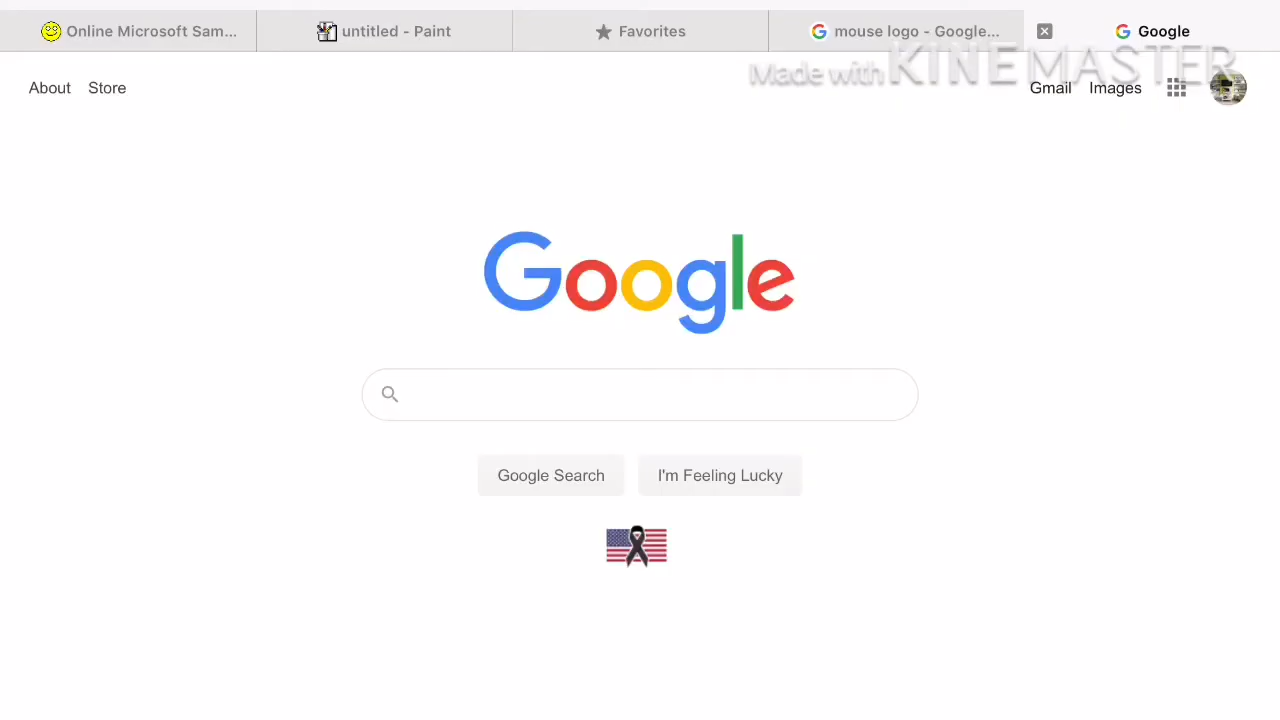 Online Microsoft Sam...
untitled - Paint
Favorites
mouse logo - Google...
Google
Made with KINEMASTER
About
Store
Gmail
Images
Google
Google Search
I'm Feeling Lucky